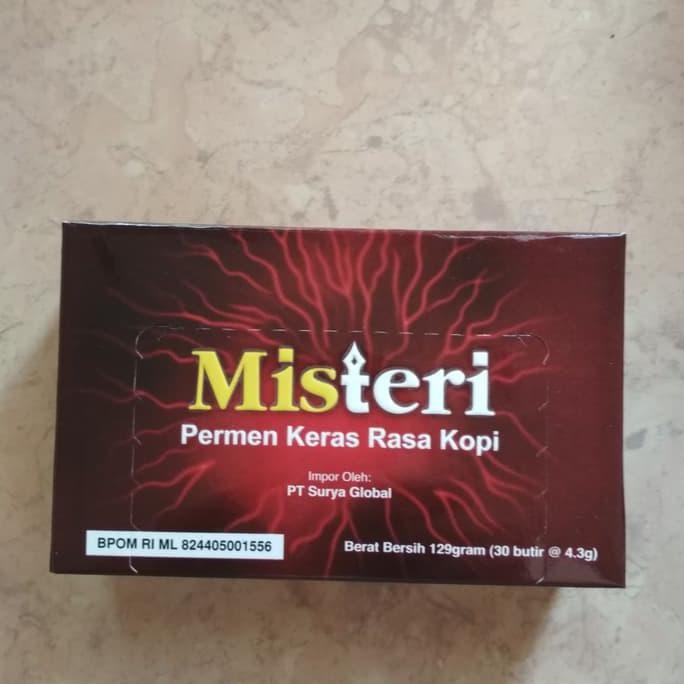 Misteri
Permen Keras Rasa Kopi
Impor Oleh:
PT Surya Global
BPOM RI ML 824405001556
Berat Bersih 129gram (30 butir @ 4.3g)